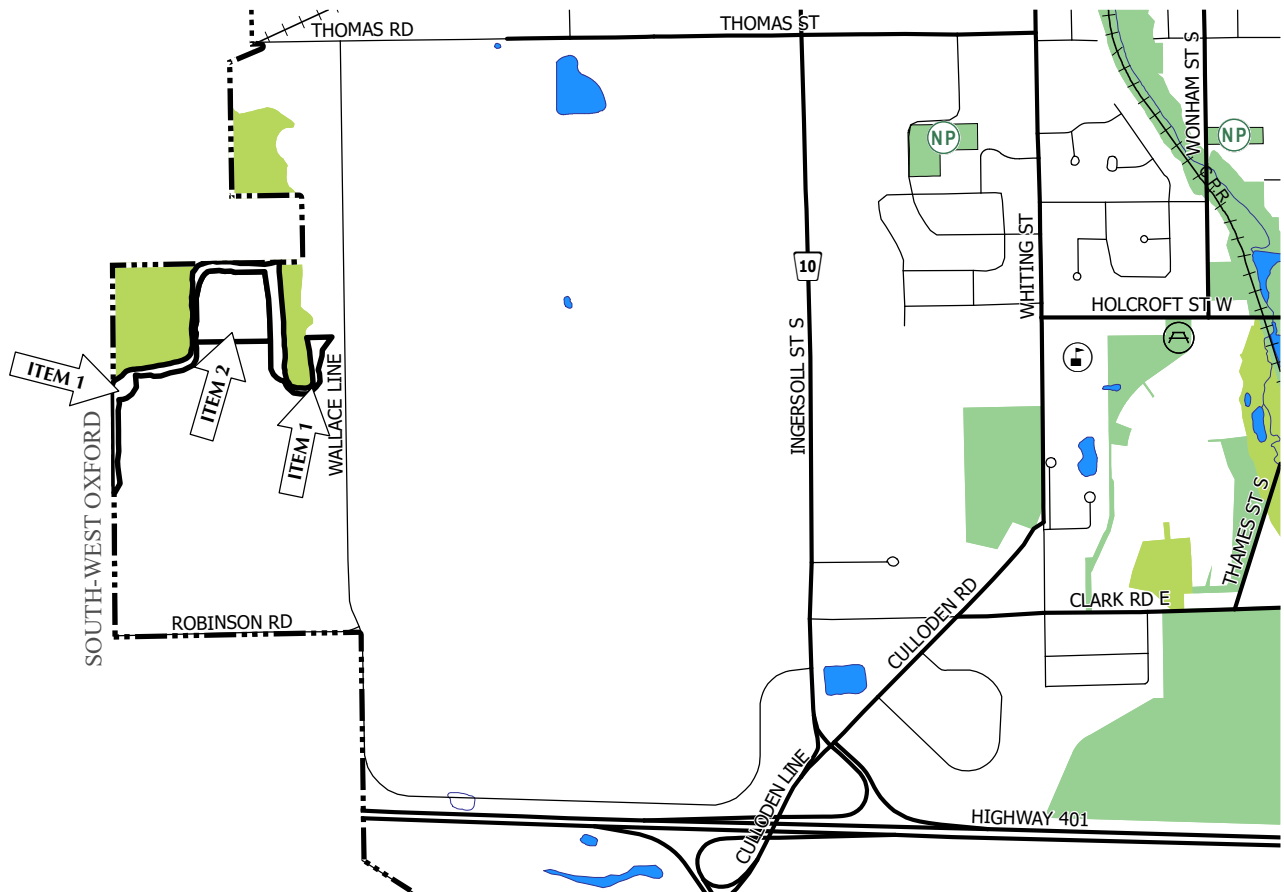 THOMAS RD
THOMAS ST
WONHAM ST S
NP
NP
C.P.R.
WHITING ST
10
HOLCROFT ST W
INGERSOLL ST S
ITEM 1
ITEM 2
ITEM 1
WALLACE LINE
SOUTH-WEST OXFORD
THAMES ST S
CLARK RD E
CULLODEN RD
ROBINSON RD
CULLODEN LINE
HIGHWAY 401